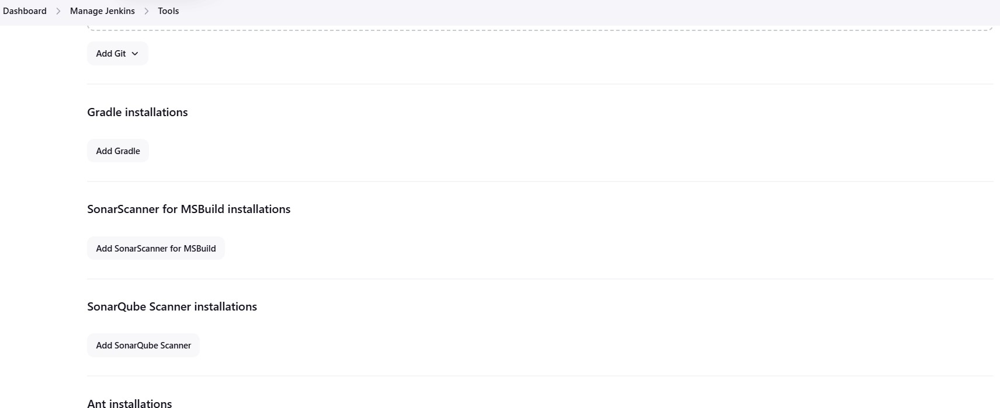 Dashboard > Manage Jenkins > Tools
Add Git
Gradle installations
Add Gradle
SonarScanner for MSBuild installations
Add SonarScanner for MSBuild
SonarQube Scanner installations
Add SonarQube Scanner
Ant installations